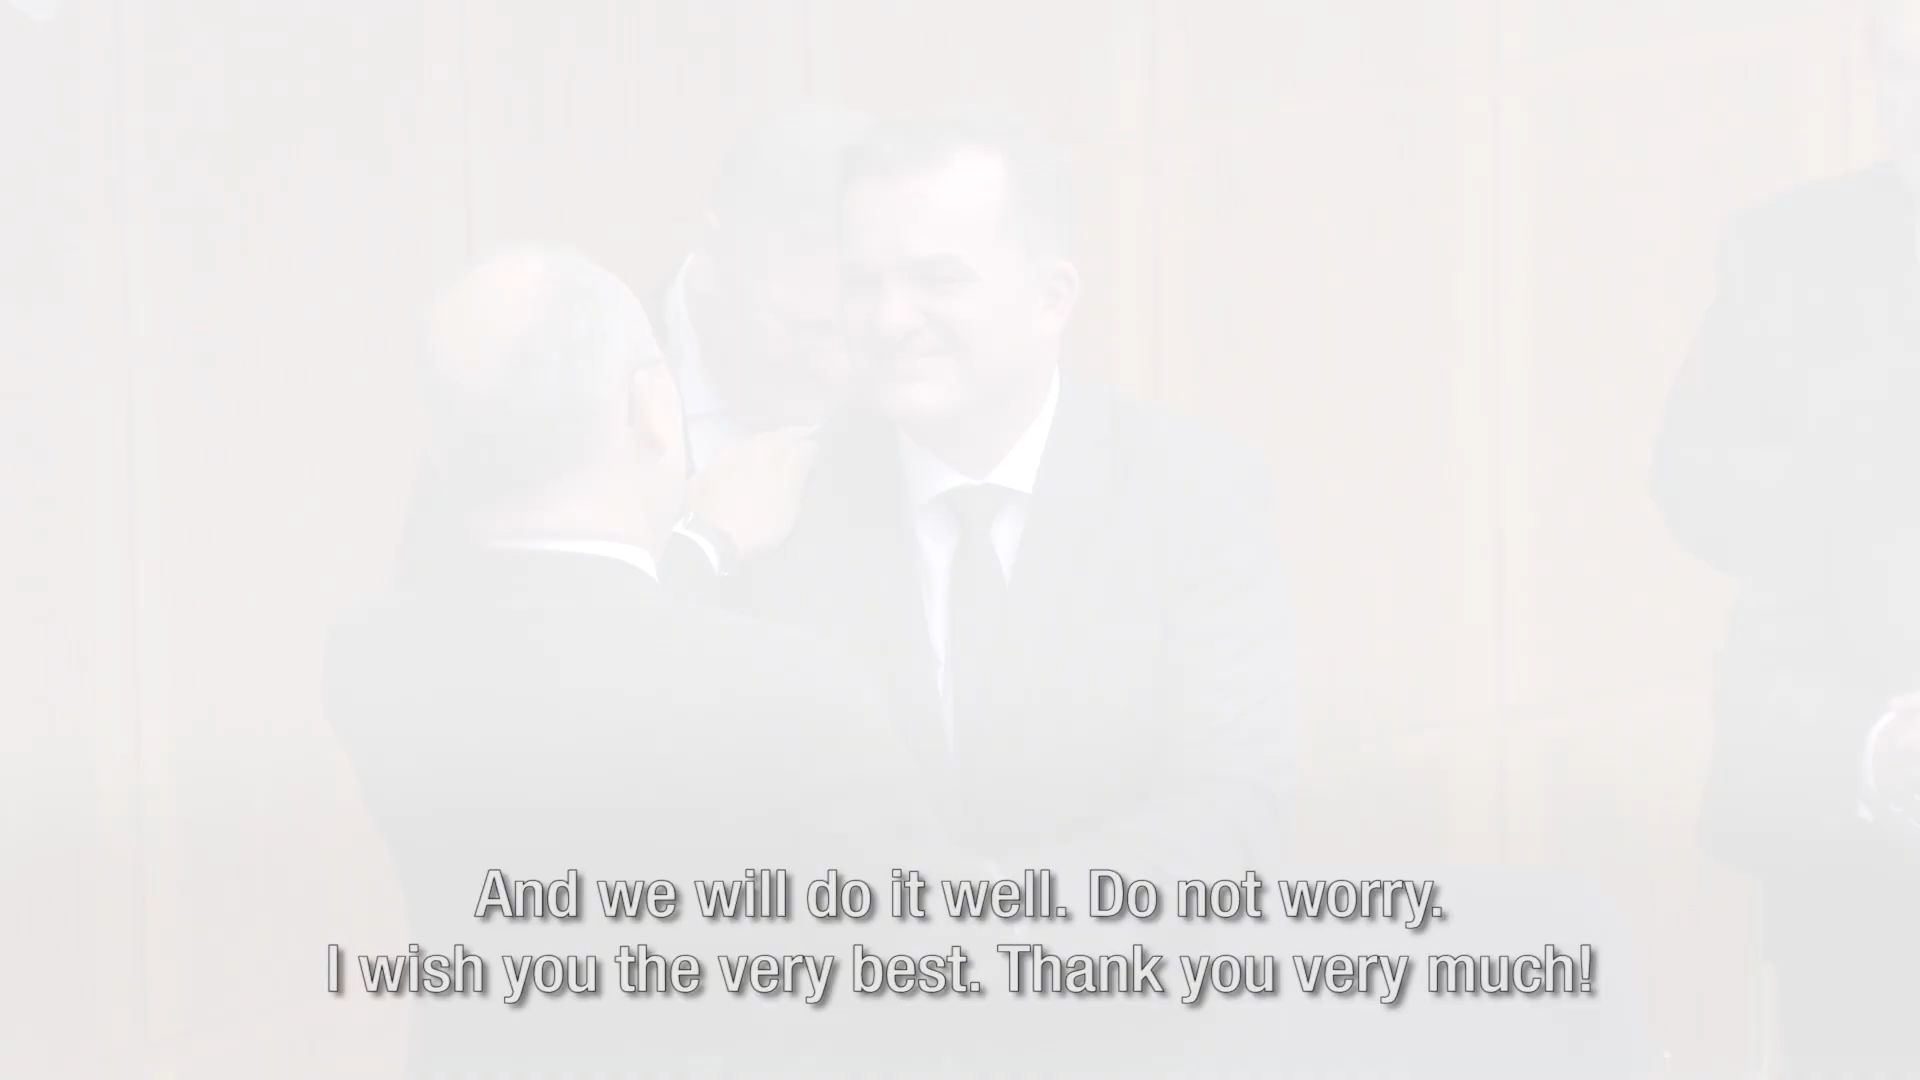 And we will do it well. Do not worry.
I wish you the very best. Thank you very much!